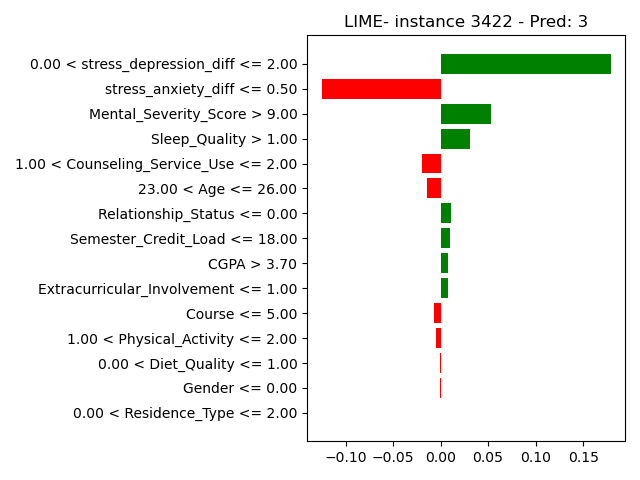 LIME- instance 3422 - Pred: 3
0.00 < stress_depression_diff <= 2.00
stress_anxiety_diff <= 0.50
Mental_Severity_Score > 9.00
Sleep_Quality > 1.00
1.00 < Counseling_Service_Use <= 2.00
23.00 < Age <= 26.00
Relationship_Status <= 0.00
Semester_Credit_Load <= 18.00
CGPA > 3.70
Extracurricular_Involvement <= 1.00
Course <= 5.00
1.00 < Physical_Activity <= 2.00
0.00 < Diet_Quality <= 1.00
Gender <= 0.00
0.00 < Residence_Type <= 2.00
−0.10 −0.05 0.00 0.05 0.10 0.15